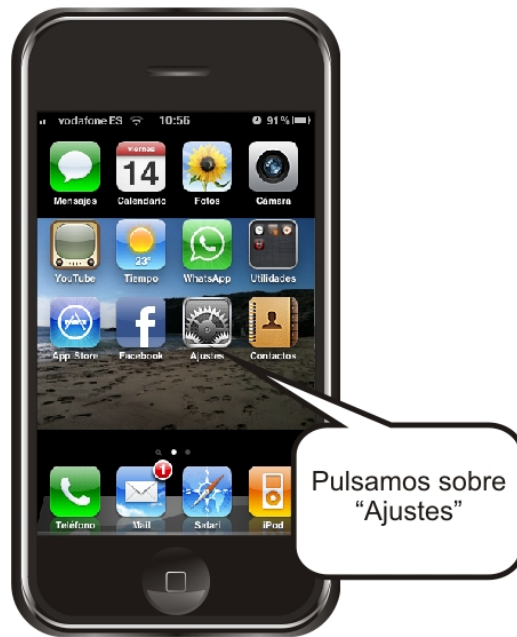 vodafone ES 10:56 91 %
viernes
14
Mensajes Calendario Fotos Cámara
23°
YouTube Tiempo WhatsApp Utilidades
f
App Store Facebook Ajustes Contactos
Pulsamos sobre
“Ajustes”
1
Teléfono Mail Safari iPod